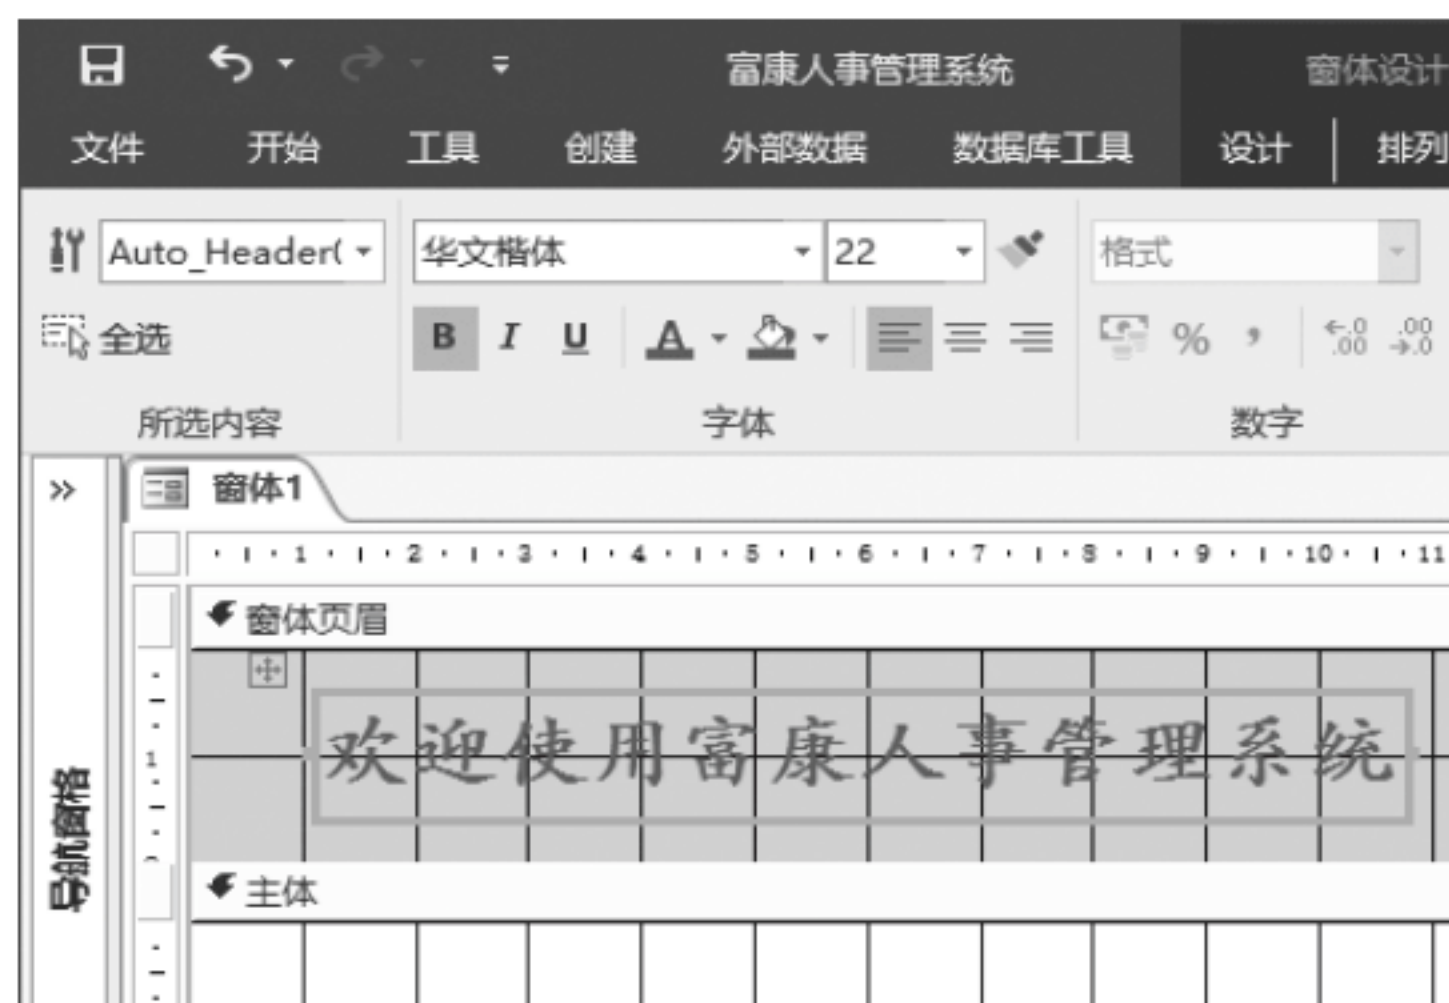 富康人事管理系统 窗体设计
文件 开始 工具 创建 外部数据 数据库工具 设计 排列
Auto_Header( 华文楷体 22 格式
全选 B I U A % , ←.0 .00 .00 →.0
所选内容 字体 数字
» 窗体1
1 2 3 4 5 6 7 8 9 10 11
窗体页眉
欢迎使用富康人事管理系统
1
导航窗格
主体